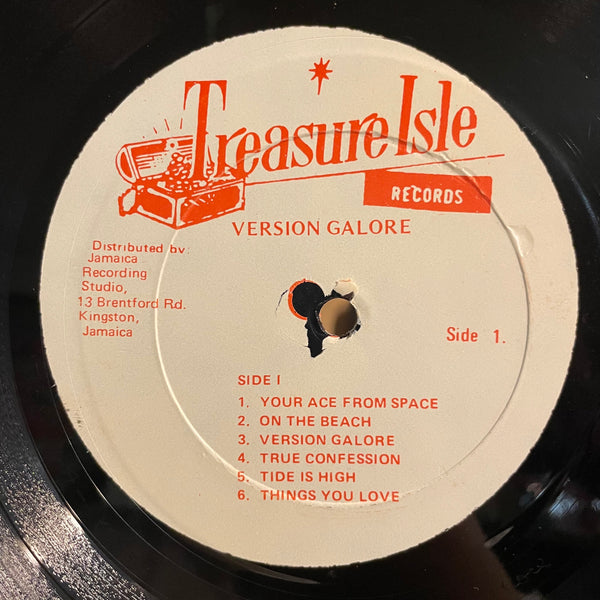 Treasure Isle
RECORDS
VERSION GALORE
Distributed by:
Jamaica
Recording
Studio,
13 Brentford Rd.
Kingston,
Jamaica
Side 1.
SIDE I
1. YOUR ACE FROM SPACE
2. ON THE BEACH
3. VERSION GALORE
4. TRUE CONFESSION
5. TIDE IS HIGH
6. THINGS YOU LOVE